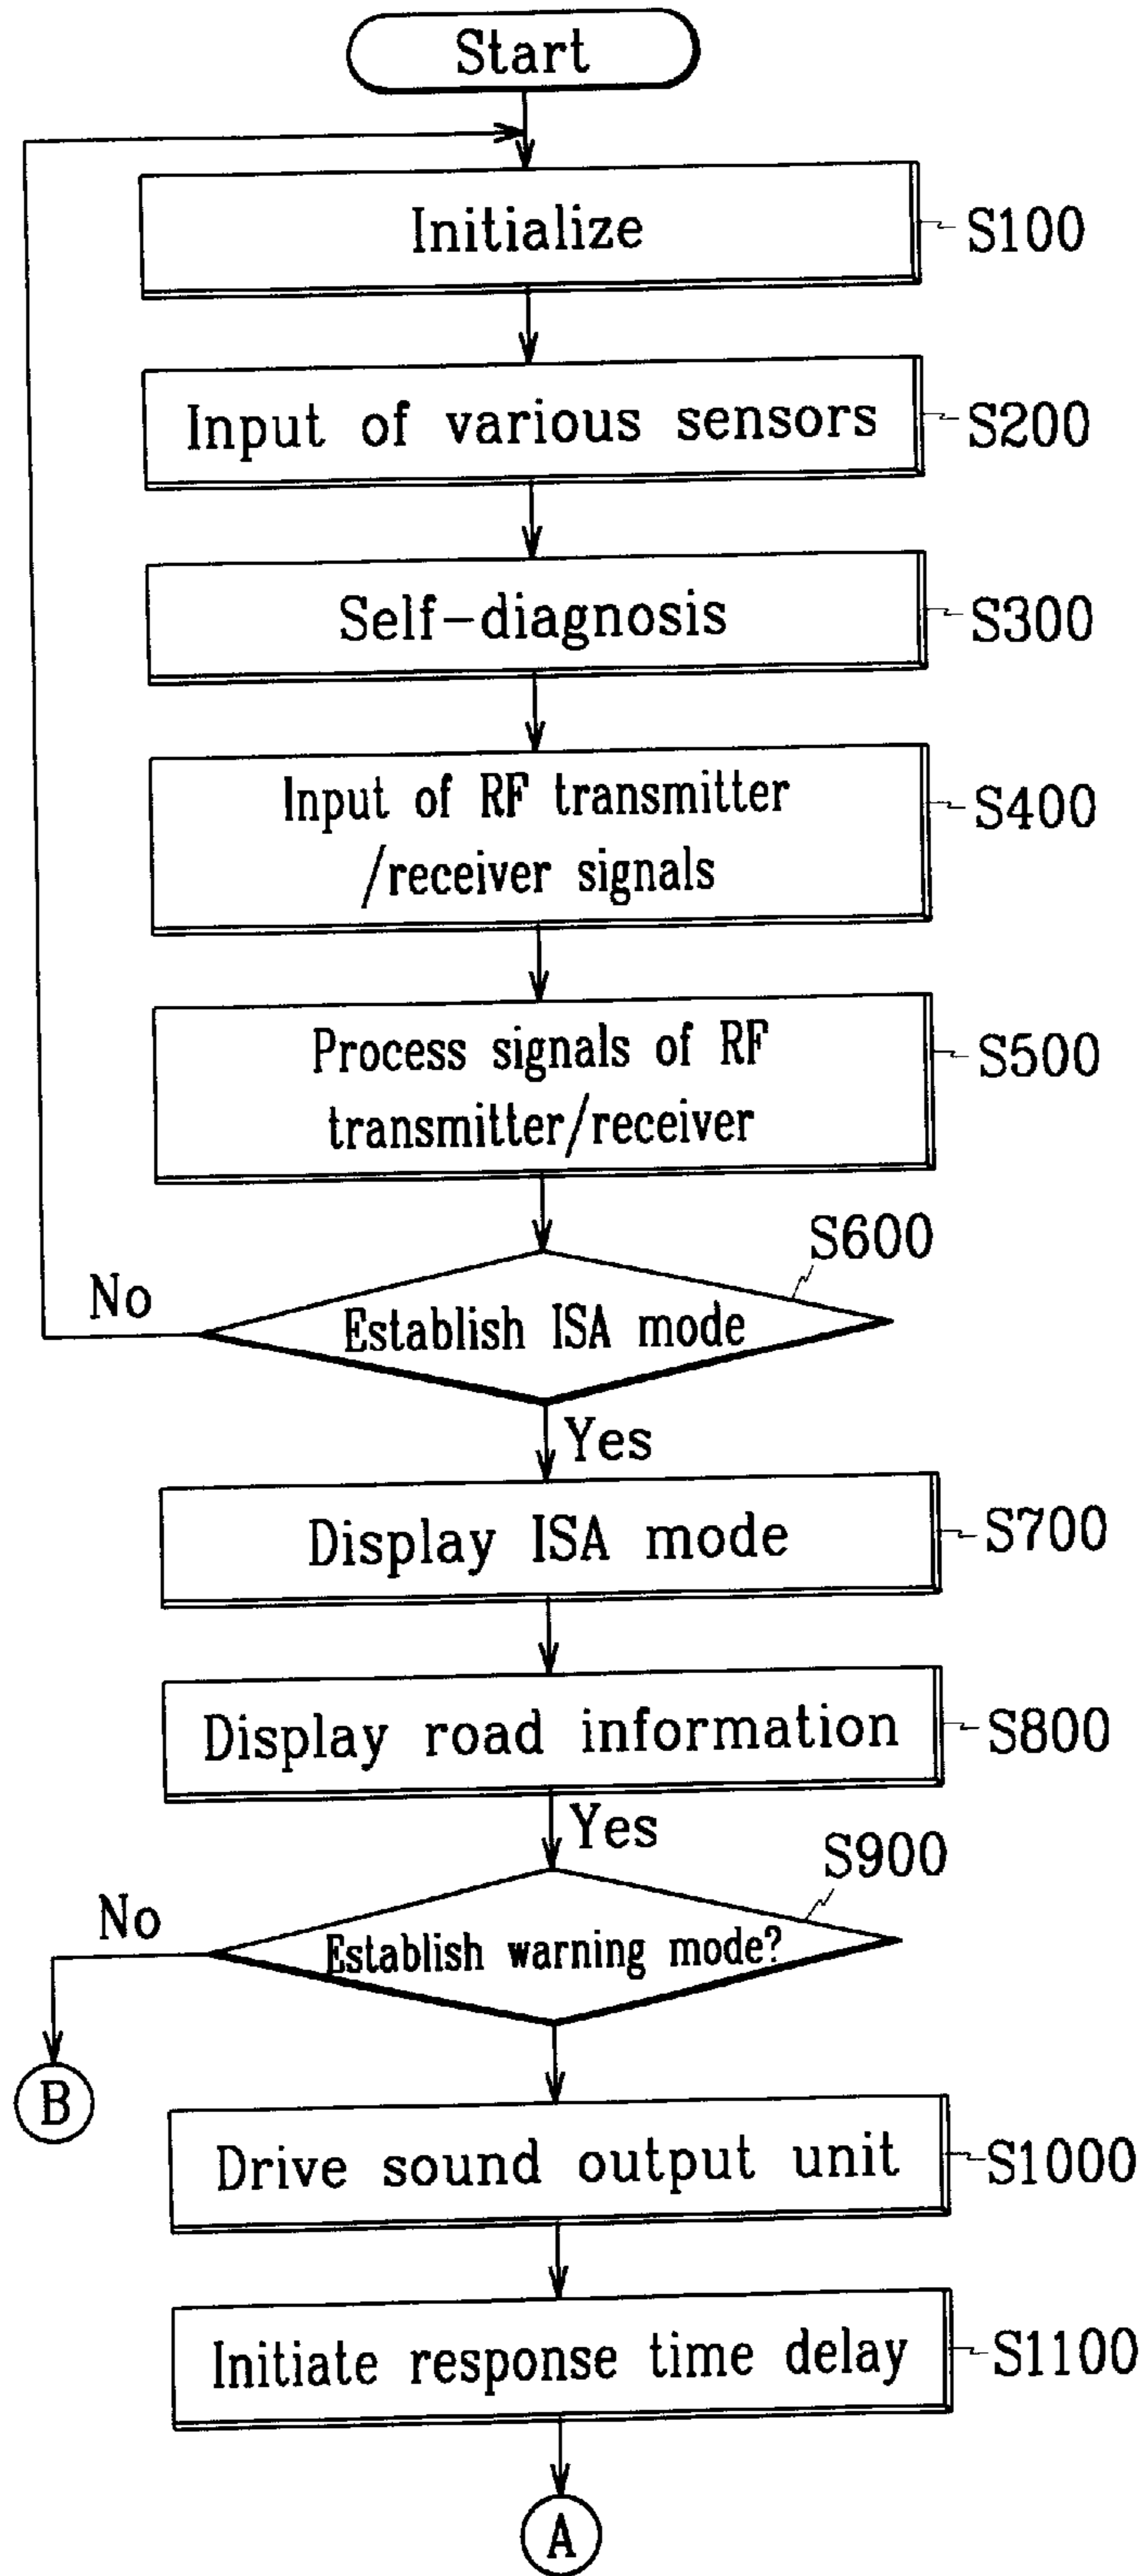 Start
Initialize
S100
Input of various sensors
S200
Self-diagnosis
S300
Input of RF transmitter
/receiver signals
S400
Process signals of RF
transmitter/receiver
S500
S600
No
Establish ISA mode
Yes
Display ISA mode
S700
Display road information
S800
Yes
S900
No
Establish warning mode?
B
Drive sound output unit
S1000
Initiate response time delay
S1100
A